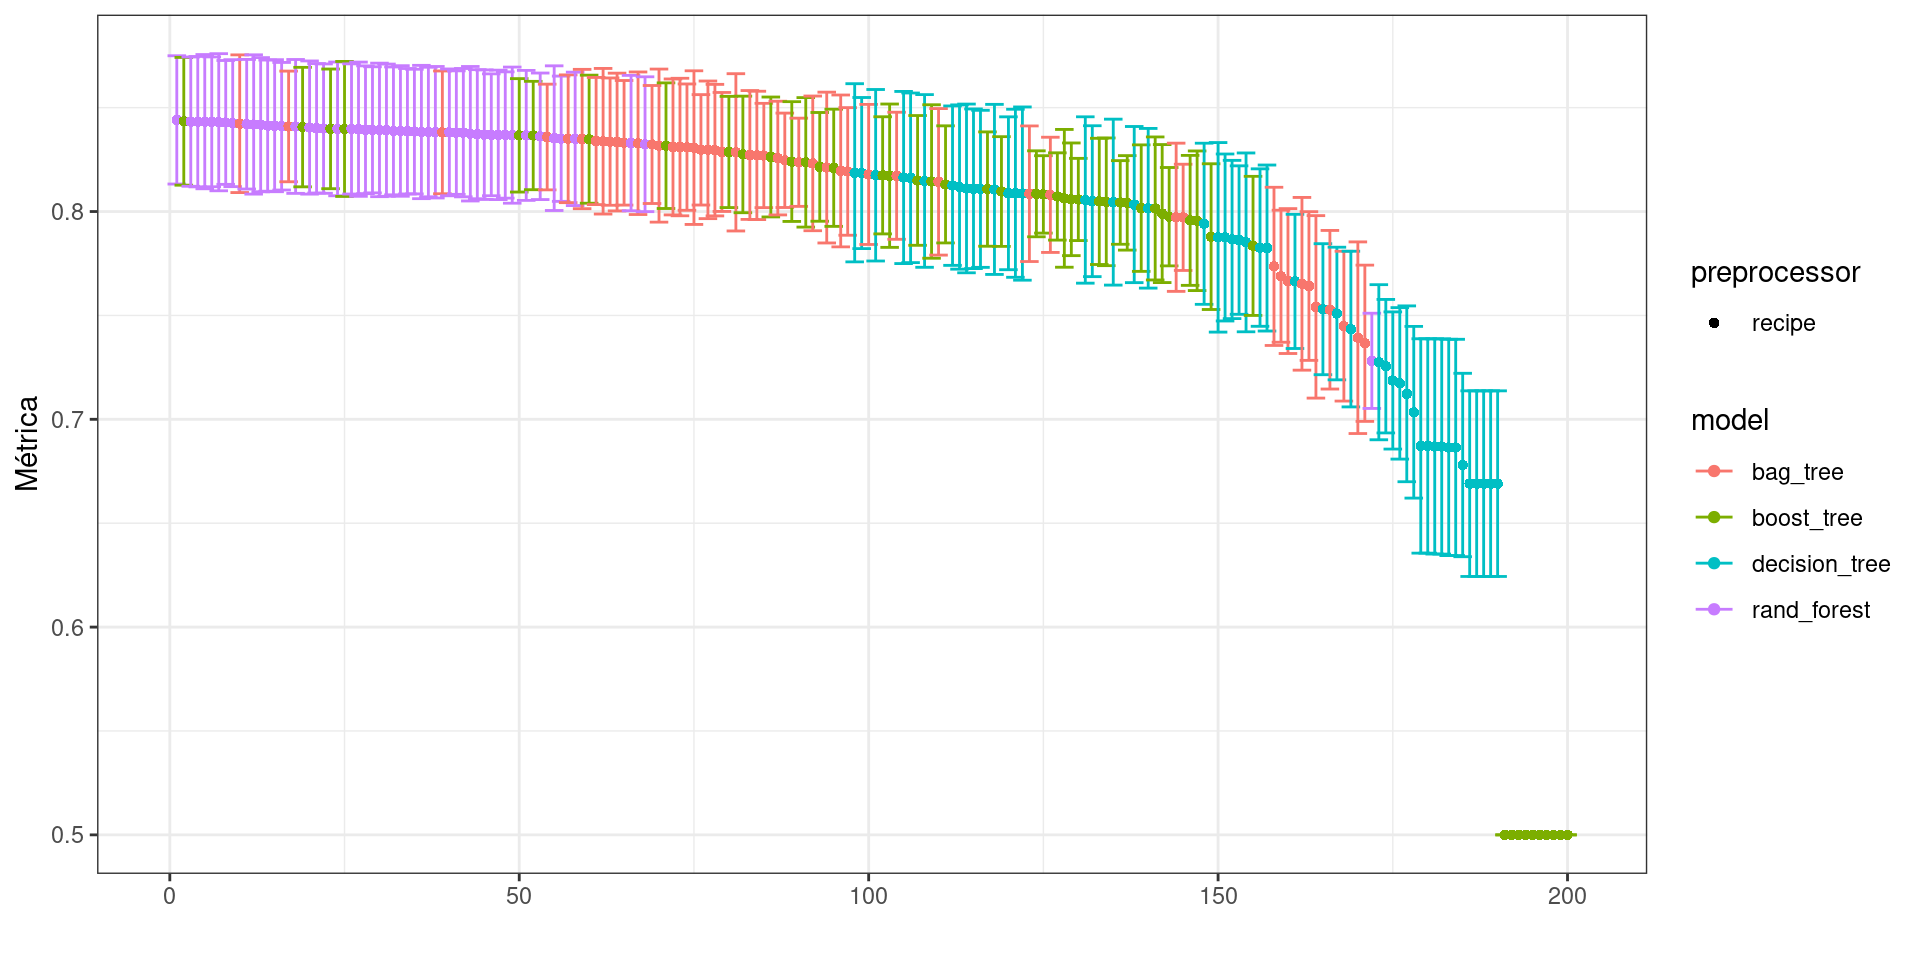 Métrica
0.8
0.7
0.6
0.5
0 50 100 150 200
preprocessor
recipe
model
bag_tree
boost_tree
decision_tree
rand_forest